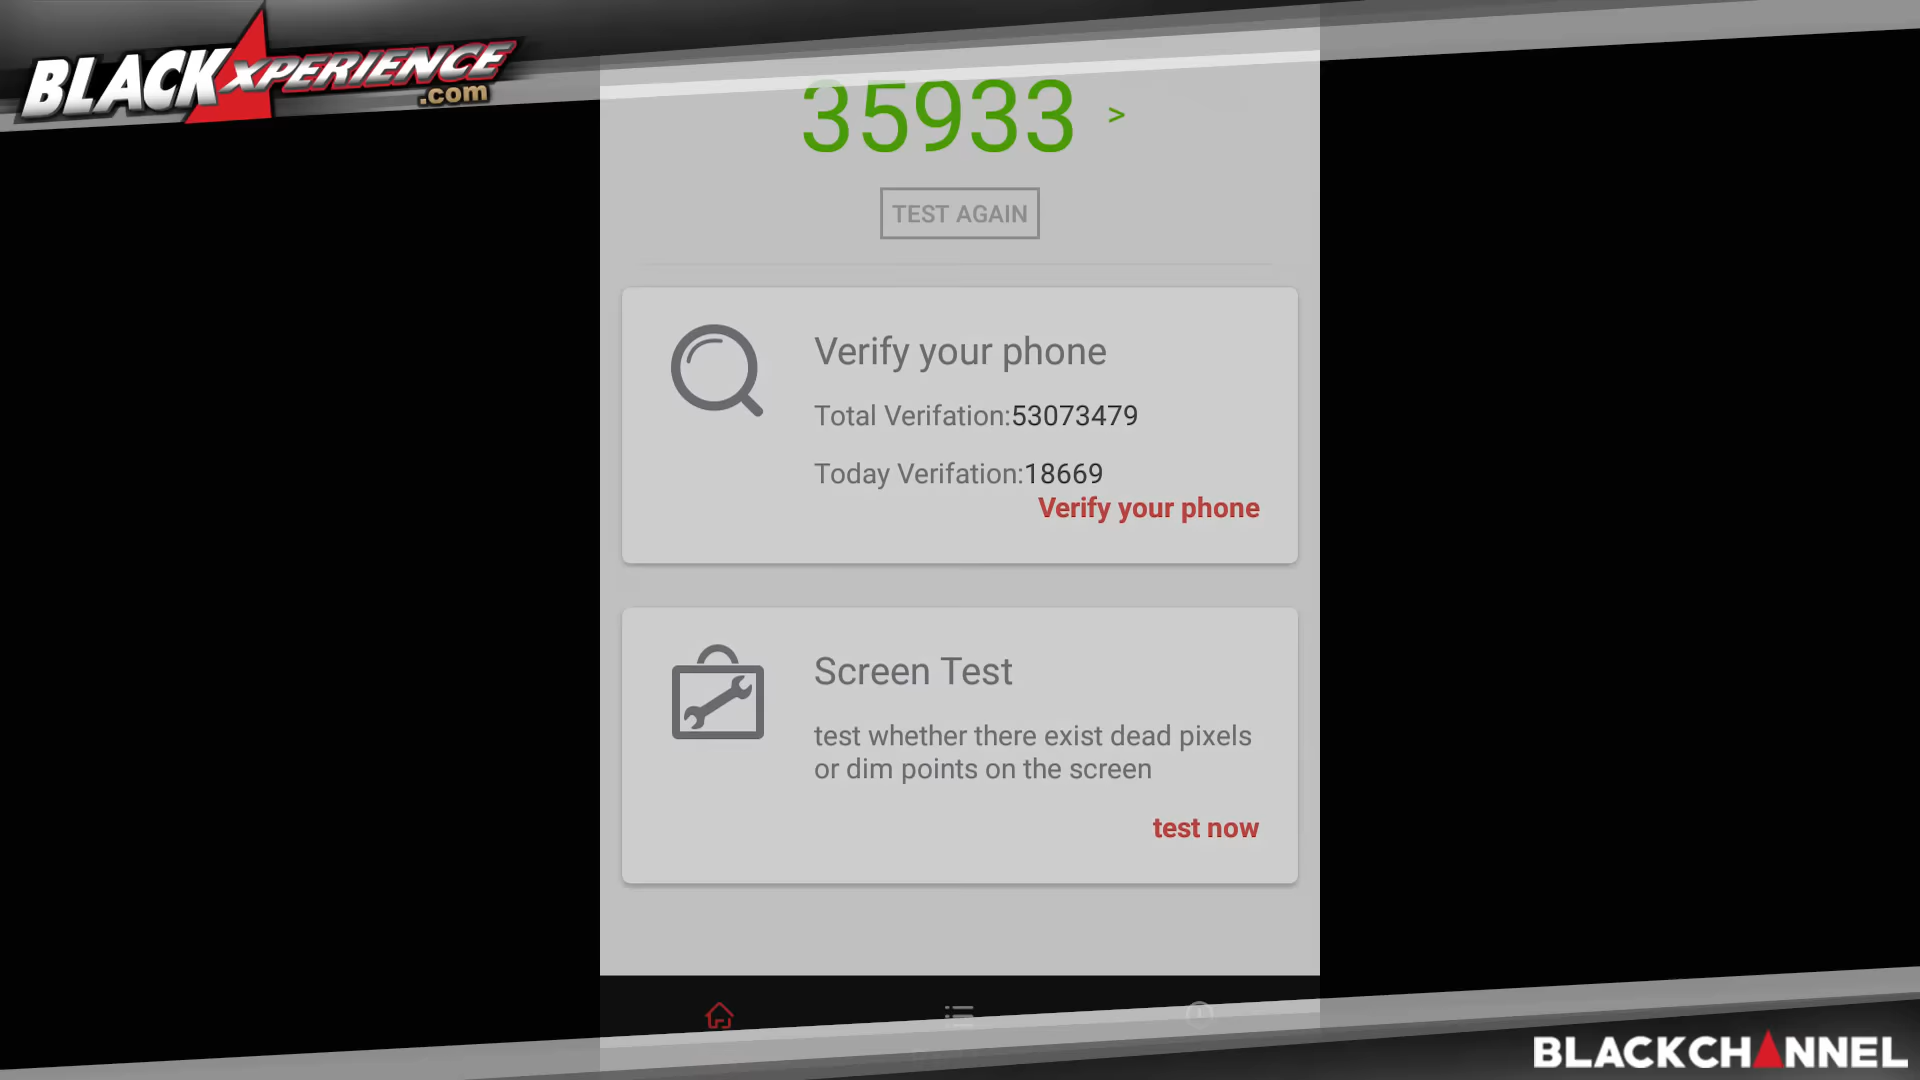 BLACKXPERIENCE
.com
35933 >
TEST AGAIN
Verify your phone
Total Verifation:53073479
Today Verifation:18669
Verify your phone
Screen Test
test whether there exist dead pixels
or dim points on the screen
test now
BLACKCHANNEL